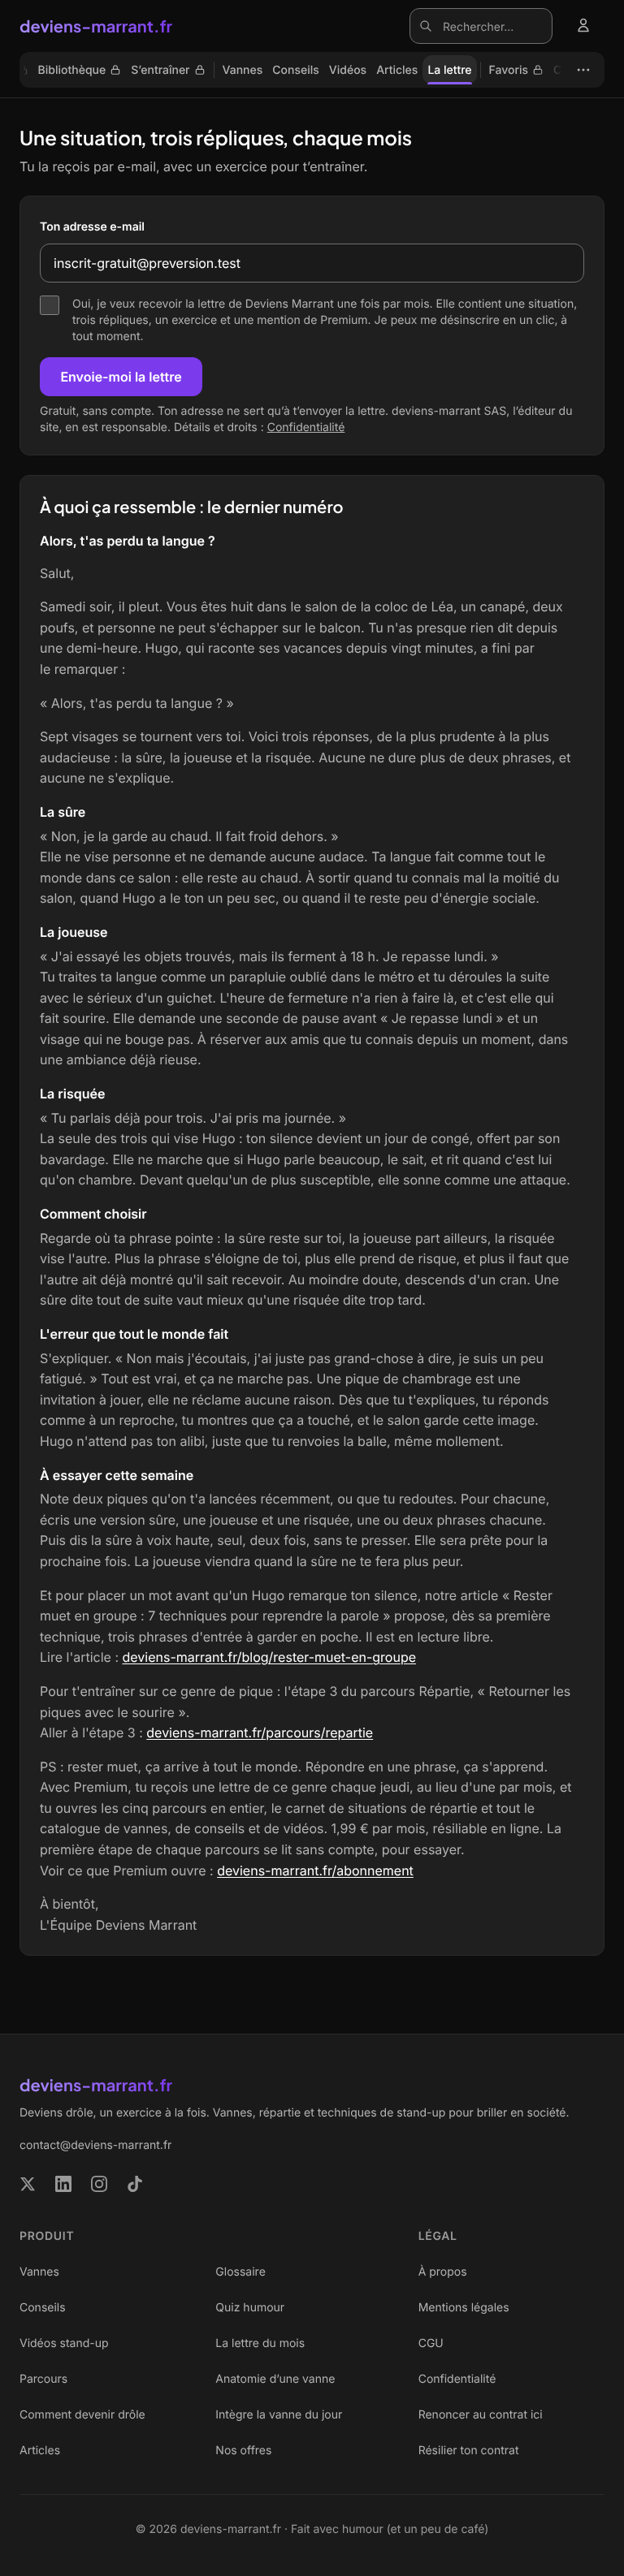 deviens-marrant.fr
Rechercher...
Bibliothèque
S’entraîner
Vannes
Conseils
Vidéos
Articles
La lettre
Favoris
Une situation, trois répliques, chaque mois
Tu la reçois par e-mail, avec un exercice pour t’entraîner.
Ton adresse e-mail
inscrit-gratuit@preversion.test
Oui, je veux recevoir la lettre de Deviens Marrant une fois par mois. Elle contient une situation,
trois répliques, un exercice et une mention de Premium. Je peux me désinscrire en un clic, à
tout moment.
Envoie-moi la lettre
Gratuit, sans compte. Ton adresse ne sert qu’à t’envoyer la lettre. deviens-marrant SAS, l’éditeur du
site, en est responsable. Détails et droits : Confidentialité
À quoi ça ressemble : le dernier numéro
Alors, t'as perdu ta langue ?
Salut,
Samedi soir, il pleut. Vous êtes huit dans le salon de la coloc de Léa, un canapé, deux
poufs, et personne ne peut s'échapper sur le balcon. Tu n'as presque rien dit depuis
une demi-heure. Hugo, qui raconte ses vacances depuis vingt minutes, a fini par
le remarquer :
« Alors, t'as perdu ta langue ? »
Sept visages se tournent vers toi. Voici trois réponses, de la plus prudente à la plus
audacieuse : la sûre, la joueuse et la risquée. Aucune ne dure plus de deux phrases, et
aucune ne s'explique.
La sûre
« Non, je la garde au chaud. Il fait froid dehors. »
Elle ne vise personne et ne demande aucune audace. Ta langue fait comme tout le
monde dans ce salon : elle reste au chaud. À sortir quand tu connais mal la moitié du
salon, quand Hugo a le ton un peu sec, ou quand il te reste peu d'énergie sociale.
La joueuse
« J'ai essayé les objets trouvés, mais ils ferment à 18 h. Je repasse lundi. »
Tu traites ta langue comme un parapluie oublié dans le métro et tu déroules la suite
avec le sérieux d'un guichet. L'heure de fermeture n'a rien à faire là, et c'est elle qui
fait sourire. Elle demande une seconde de pause avant « Je repasse lundi » et un
visage qui ne bouge pas. À réserver aux amis que tu connais depuis un moment, dans
une ambiance déjà rieuse.
La risquée
« Tu parlais déjà pour trois. J'ai pris ma journée. »
La seule des trois qui vise Hugo : ton silence devient un jour de congé, offert par son
bavardage. Elle ne marche que si Hugo parle beaucoup, le sait, et rit quand c'est lui
qu'on chambre. Devant quelqu'un de plus susceptible, elle sonne comme une attaque.
Comment choisir
Regarde où ta phrase pointe : la sûre reste sur toi, la joueuse part ailleurs, la risquée
vise l'autre. Plus la phrase s'éloigne de toi, plus elle prend de risque, et plus il faut que
l'autre ait déjà montré qu'il sait recevoir. Au moindre doute, descends d'un cran. Une
sûre dite tout de suite vaut mieux qu'une risquée dite trop tard.
L'erreur que tout le monde fait
S'expliquer. « Non mais j'écoutais, j'ai juste pas grand-chose à dire, je suis un peu
fatigué. » Tout est vrai, et ça ne marche pas. Une pique de chambrage est une
invitation à jouer, elle ne réclame aucune raison. Dès que tu t'expliques, tu réponds
comme à un reproche, tu montres que ça a touché, et le salon garde cette image.
Hugo n'attend pas ton alibi, juste que tu renvoies la balle, même mollement.
À essayer cette semaine
Note deux piques qu'on t'a lancées récemment, ou que tu redoutes. Pour chacune,
écris une version sûre, une joueuse et une risquée, une ou deux phrases chacune.
Puis dis la sûre à voix haute, seul, deux fois, sans te presser. Elle sera prête pour la
prochaine fois. La joueuse viendra quand la sûre ne te fera plus peur.
Et pour placer un mot avant qu'un Hugo remarque ton silence, notre article « Rester
muet en groupe : 7 techniques pour reprendre la parole » propose, dès sa première
technique, trois phrases d'entrée à garder en poche. Il est en lecture libre.
Lire l'article : deviens-marrant.fr/blog/rester-muet-en-groupe
Pour t'entraîner sur ce genre de pique : l'étape 3 du parcours Répartie, « Retourner les
piques avec le sourire ».
Aller à l'étape 3 : deviens-marrant.fr/parcours/repartie
PS : rester muet, ça arrive à tout le monde. Répondre en une phrase, ça s'apprend.
Avec Premium, tu reçois une lettre de ce genre chaque jeudi, au lieu d'une par mois, et
tu ouvres les cinq parcours en entier, le carnet de situations de répartie et tout le
catalogue de vannes, de conseils et de vidéos. 1,99 € par mois, résiliable en ligne. La
première étape de chaque parcours se lit sans compte, pour essayer.
Voir ce que Premium ouvre : deviens-marrant.fr/abonnement
À bientôt,
L'Équipe Deviens Marrant
deviens-marrant.fr
Deviens drôle, un exercice à la fois. Vannes, répartie et techniques de stand-up pour briller en société.
contact@deviens-marrant.fr
PRODUIT
LÉGAL
Vannes
Glossaire
À propos
Conseils
Quiz humour
Mentions légales
Vidéos stand-up
La lettre du mois
CGU
Parcours
Anatomie d’une vanne
Confidentialité
Comment devenir drôle
Intègre la vanne du jour
Renoncer au contrat ici
Articles
Nos offres
Résilier ton contrat
© 2026 deviens-marrant.fr · Fait avec humour (et un peu de café)